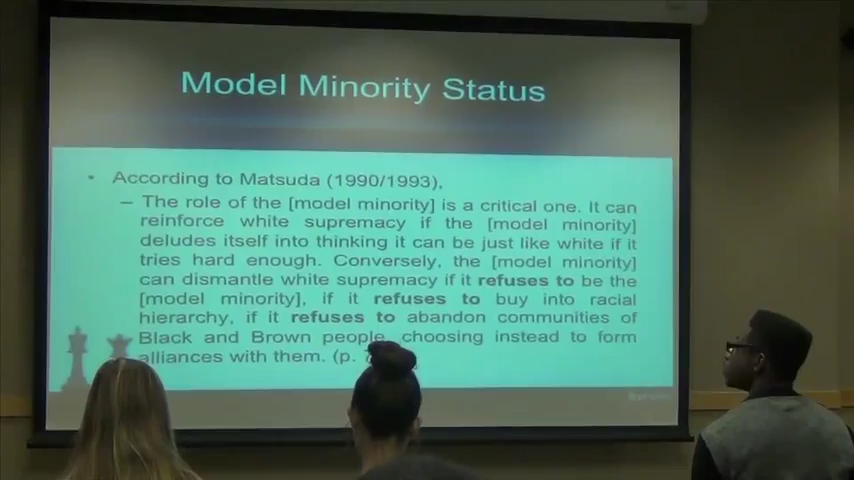 Model Minority Status
• According to Matsuda (1990/1993),
– The role of the [model minority] is a critical one. It can
reinforce white supremacy if the [model minority]
deludes itself into thinking it can be just like white if it
tries hard enough. Conversely, the [model minority]
can dismantle white supremacy if it refuses to be the
[model minority], if it refuses to buy into racial
hierarchy, if it refuses to abandon communities of
Black and Brown people, choosing instead to form
alliances with them. (p.